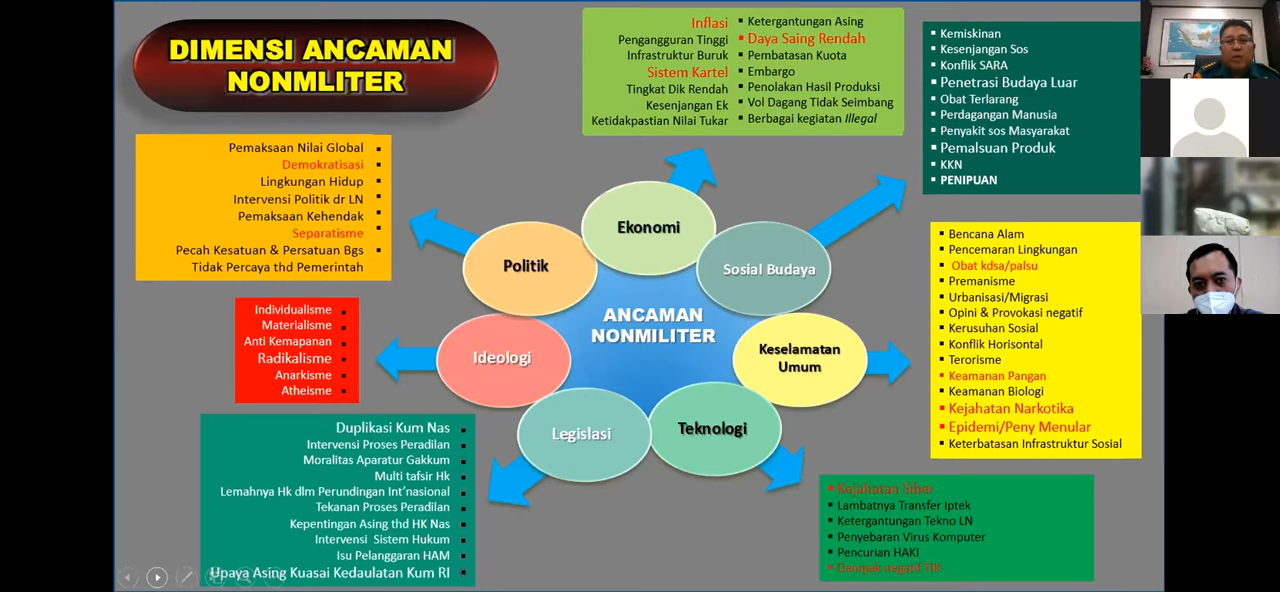 DIMENSI ANCAMAN
NONMLITER
Inflasi
Pengangguran Tinggi
Infrastruktur Buruk
Sistem Kartel
Tingkat Dik Rendah
Kesenjangan Ek
Ketidakpastian Nilai Tukar
Ketergantungan Asing
Daya Saing Rendah
Pembatasan Kuota
Embargo
Penolakan Hasil Produksi
Vol Dagang Tidak Seimbang
Berbagai kegiatan Illegal
Kemiskinan
Kesenjangan Sos
Konflik SARA
Penetrasi Budaya Luar
Obat Terlarang
Perdagangan Manusia
Penyakit sos Masyarakat
Pemalsuan Produk
KKN
PENIPUAN
Pemaksaan Nilai Global
Demokratisasi
Lingkungan Hidup
Intervensi Politik dr LN
Pemaksaan Kehendak
Separatisme
Pecah Kesatuan & Persatuan Bgs
Tidak Percaya thd Pemerintah
Ekonomi
Politik
Sosial Budaya
ANCAMAN
NONMILITER
Ideologi
Keselamatan
Umum
Legislasi
Teknologi
Bencana Alam
Pencemaran Lingkungan
Obat kdsa/palsu
Premanisme
Urbanisasi/Migrasi
Opini & Provokasi negatif
Kerusuhan Sosial
Konflik Horisontal
Terorisme
Keamanan Pangan
Keamanan Biologi
Kejahatan Narkotika
Epidemi/Peny Menular
Keterbatasan Infrastruktur Sosial
Individualisme
Materialisme
Anti Kemapanan
Radikalisme
Anarkisme
Atheisme
Duplikasi Kum Nas
Intervensi Proses Peradilan
Moralitas Aparatur Gakkum
Multi tafsir Hk
Lemahnya Hk dlm Perundingan Int'nasional
Tekanan Proses Peradilan
Kepentingan Asing thd HK Nas
Intervensi Sistem Hukum
Isu Pelanggaran HAM
Upaya Asing Kuasai Kedaulatan Kum RI
Kejahatan Siber
Lambatnya Transfer Iptek
Ketergantungan Tekno LN
Penyebaran Virus Komputer
Pencurian HAKI
Dampak negatif TIK